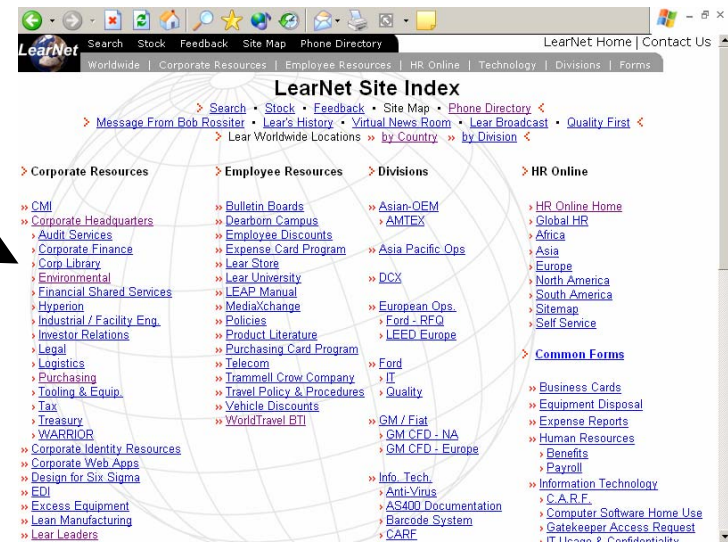 LearNet
Search Stock Feedback Site Map Phone Directory
LearNet Home | Contact Us
Worldwide | Corporate Resources | Employee Resources | HR Online | Technology | Divisions | Forms
LearNet Site Index
Search • Stock • Feedback • Site Map • Phone Directory
Message From Bob Rossiter • Lear's History • Virtual News Room • Lear Broadcast • Quality First
Lear Worldwide Locations » by Country » by Division
Corporate Resources
» CMI
» Corporate Headquarters
› Audit Services
› Corporate Finance
› Corp Library
› Environmental
› Financial Shared Services
› Hyperion
› Industrial / Facility Eng.
› Investor Relations
› Legal
› Logistics
› Purchasing
› Tooling & Equip.
› Tax
› Treasury
› WARRIOR
» Corporate Identity Resources
» Corporate Web Apps
» Design for Six Sigma
» EDI
» Excess Equipment
» Lean Manufacturing
» Lear Leaders
Employee Resources
» Bulletin Boards
» Dearborn Campus
» Employee Discounts
» Expense Card Program
» Lear Store
» Lear University
» LEAP Manual
» MediaXchange
» Policies
» Product Literature
» Purchasing Card Program
» Telecom
» Trammell Crow Company
» Travel Policy & Procedures
» Vehicle Discounts
» WorldTravel BTI
Divisions
» Asian-OEM
› AMTEX
» Asia Pacific Ops
» DCX
» European Ops.
› Ford - RFQ
› LEED Europe
» Ford
› IT
› Quality
» GM / Fiat
› GM CFD - NA
› GM CFD - Europe
» Info. Tech.
› Anti-Virus
› AS400 Documentation
› Barcode System
› CARF
HR Online
› HR Online Home
› Global HR
› Africa
› Asia
› Europe
› North America
› South America
› Sitemap
› Self Service
Common Forms
» Business Cards
» Equipment Disposal
» Expense Reports
» Human Resources
› Benefits
› Payroll
» Information Technology
› C.A.R.F.
› Computer Software Home Use
› Gatekeeper Access Request
› IT Usage & Confidentiality